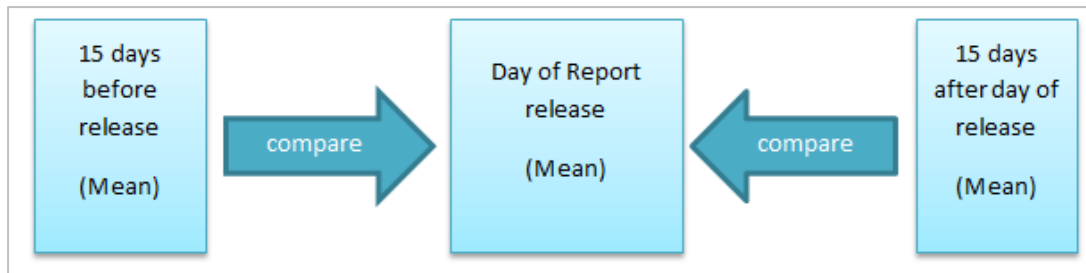 15 days
before
release
(Mean)
compare
Day of Report
release
(Mean)
compare
15 days
after day of
release
(Mean)